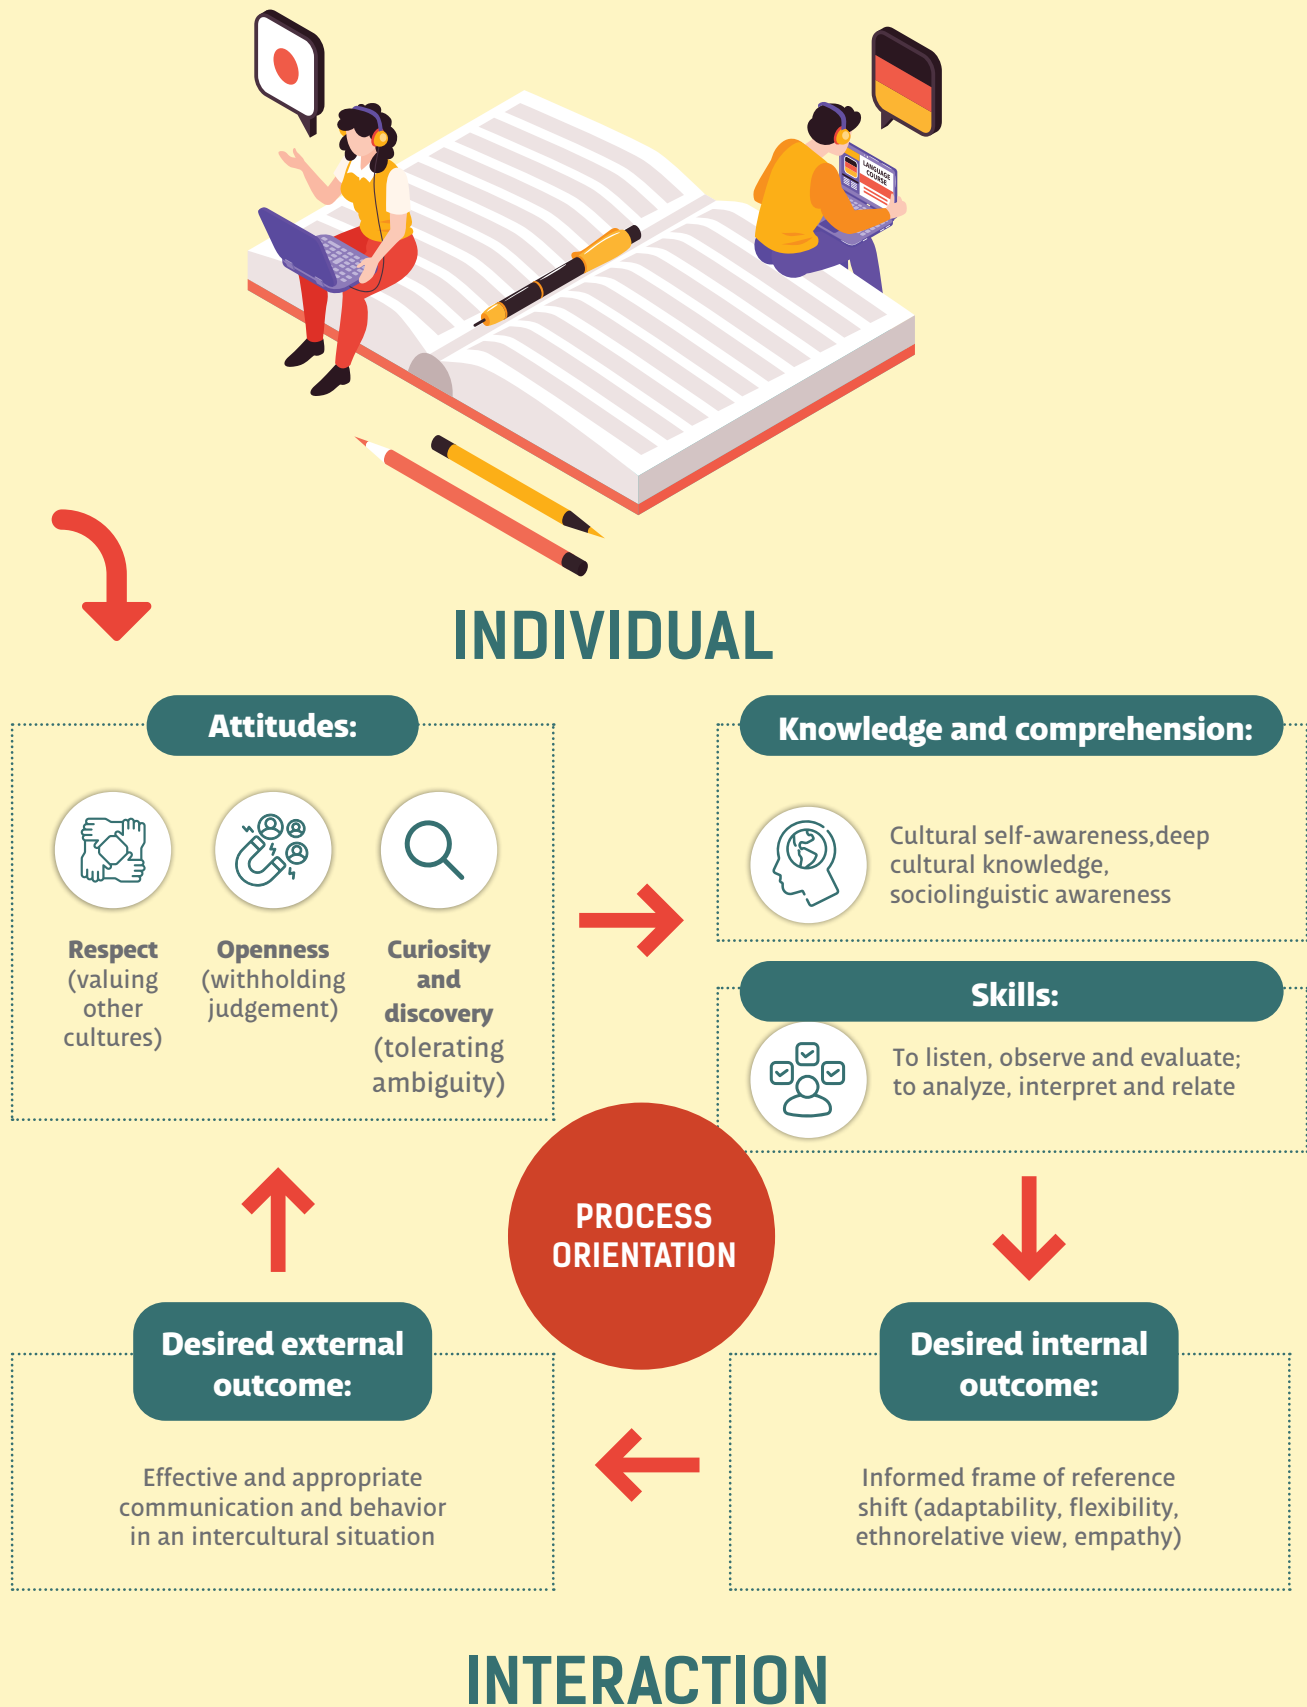 LANGUAGE
COURSE
INDIVIDUAL
Attitudes:
Respect
(valuing
other
cultures)
Openness
(withholding
judgement)
Curiosity
and
discovery
(tolerating
ambiguity)
Knowledge and comprehension:
Cultural self-awareness,deep
cultural knowledge,
sociolinguistic awareness
Skills:
To listen, observe and evaluate;
to analyze, interpret and relate
PROCESS
ORIENTATION
Desired external
outcome:
Effective and appropriate
communication and behavior
in an intercultural situation
Desired internal
outcome:
Informed frame of reference
shift (adaptability, flexibility,
ethnorelative view, empathy)
INTERACTION